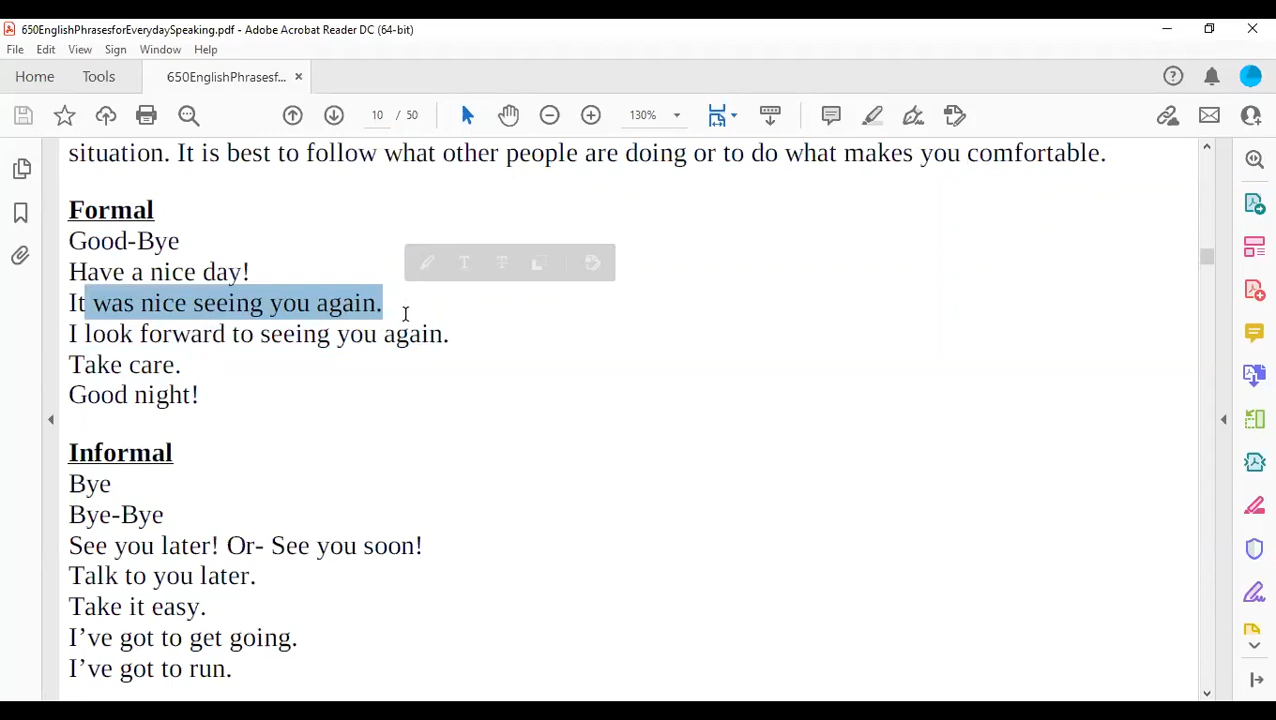 650EnglishPhrasesforEverydaySpeaking.pdf - Adobe Acrobat Reader DC (64-bit)
File Edit View Sign Window Help
Home Tools 650EnglishPhrasesf... ×
10 / 50 130%
situation. It is best to follow what other people are doing or to do what makes you comfortable.
Formal
Good-Bye
Have a nice day!
It was nice seeing you again.
I look forward to seeing you again.
Take care.
Good night!
Informal
Bye
Bye-Bye
See you later! Or- See you soon!
Talk to you later.
Take it easy.
I’ve got to get going.
I’ve got to run.